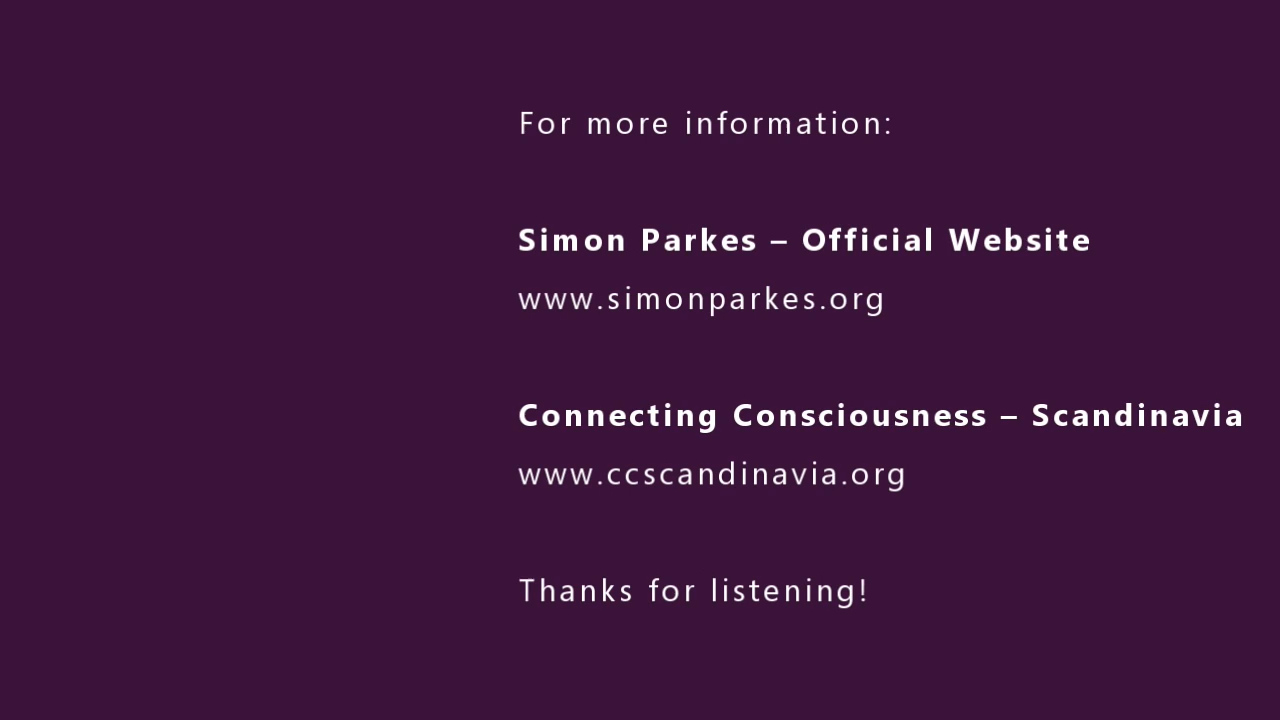 For more information:
Simon Parkes – Official Website
www.simonparkes.org
Connecting Consciousness – Scandinavia
www.ccscandinavia.org
Thanks for listening!